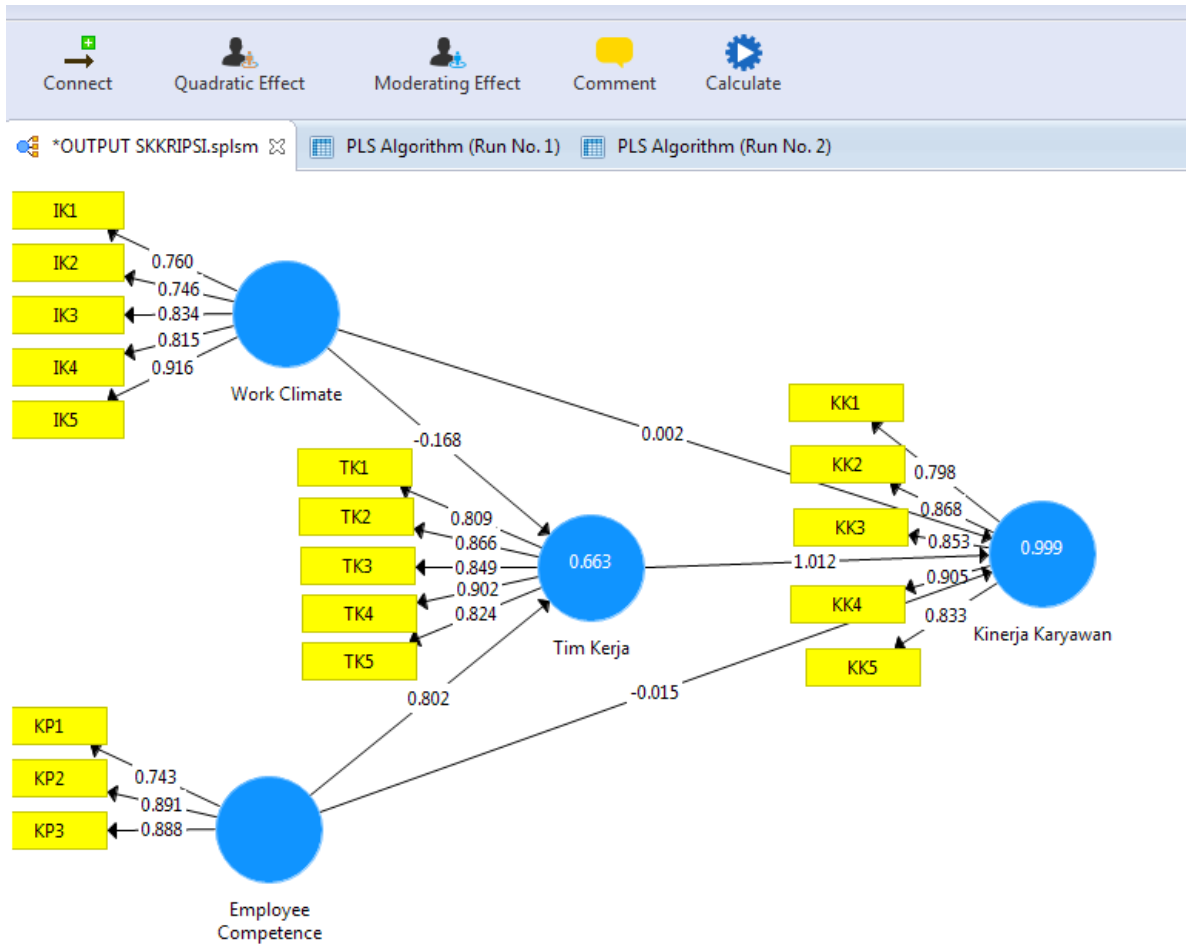 Connect
Quadratic Effect
Moderating Effect
Comment
Calculate
*OUTPUT SKKRIPSI.splsm
PLS Algorithm (Run No. 1)
PLS Algorithm (Run No. 2)
IK1
IK2
IK3
IK4
IK5
0.760
0.746
0.834
0.815
0.916
Work Climate
-0.168
0.002
TK1
TK2
TK3
TK4
TK5
0.809
0.866
0.849
0.902
0.824
0.663
Tim Kerja
1.012
KK1
KK2
KK3
KK4
KK5
0.798
0.868
0.853
0.905
0.833
0.999
Kinerja Karyawan
0.802
-0.015
KP1
KP2
KP3
0.743
0.891
0.888
Employee
Competence